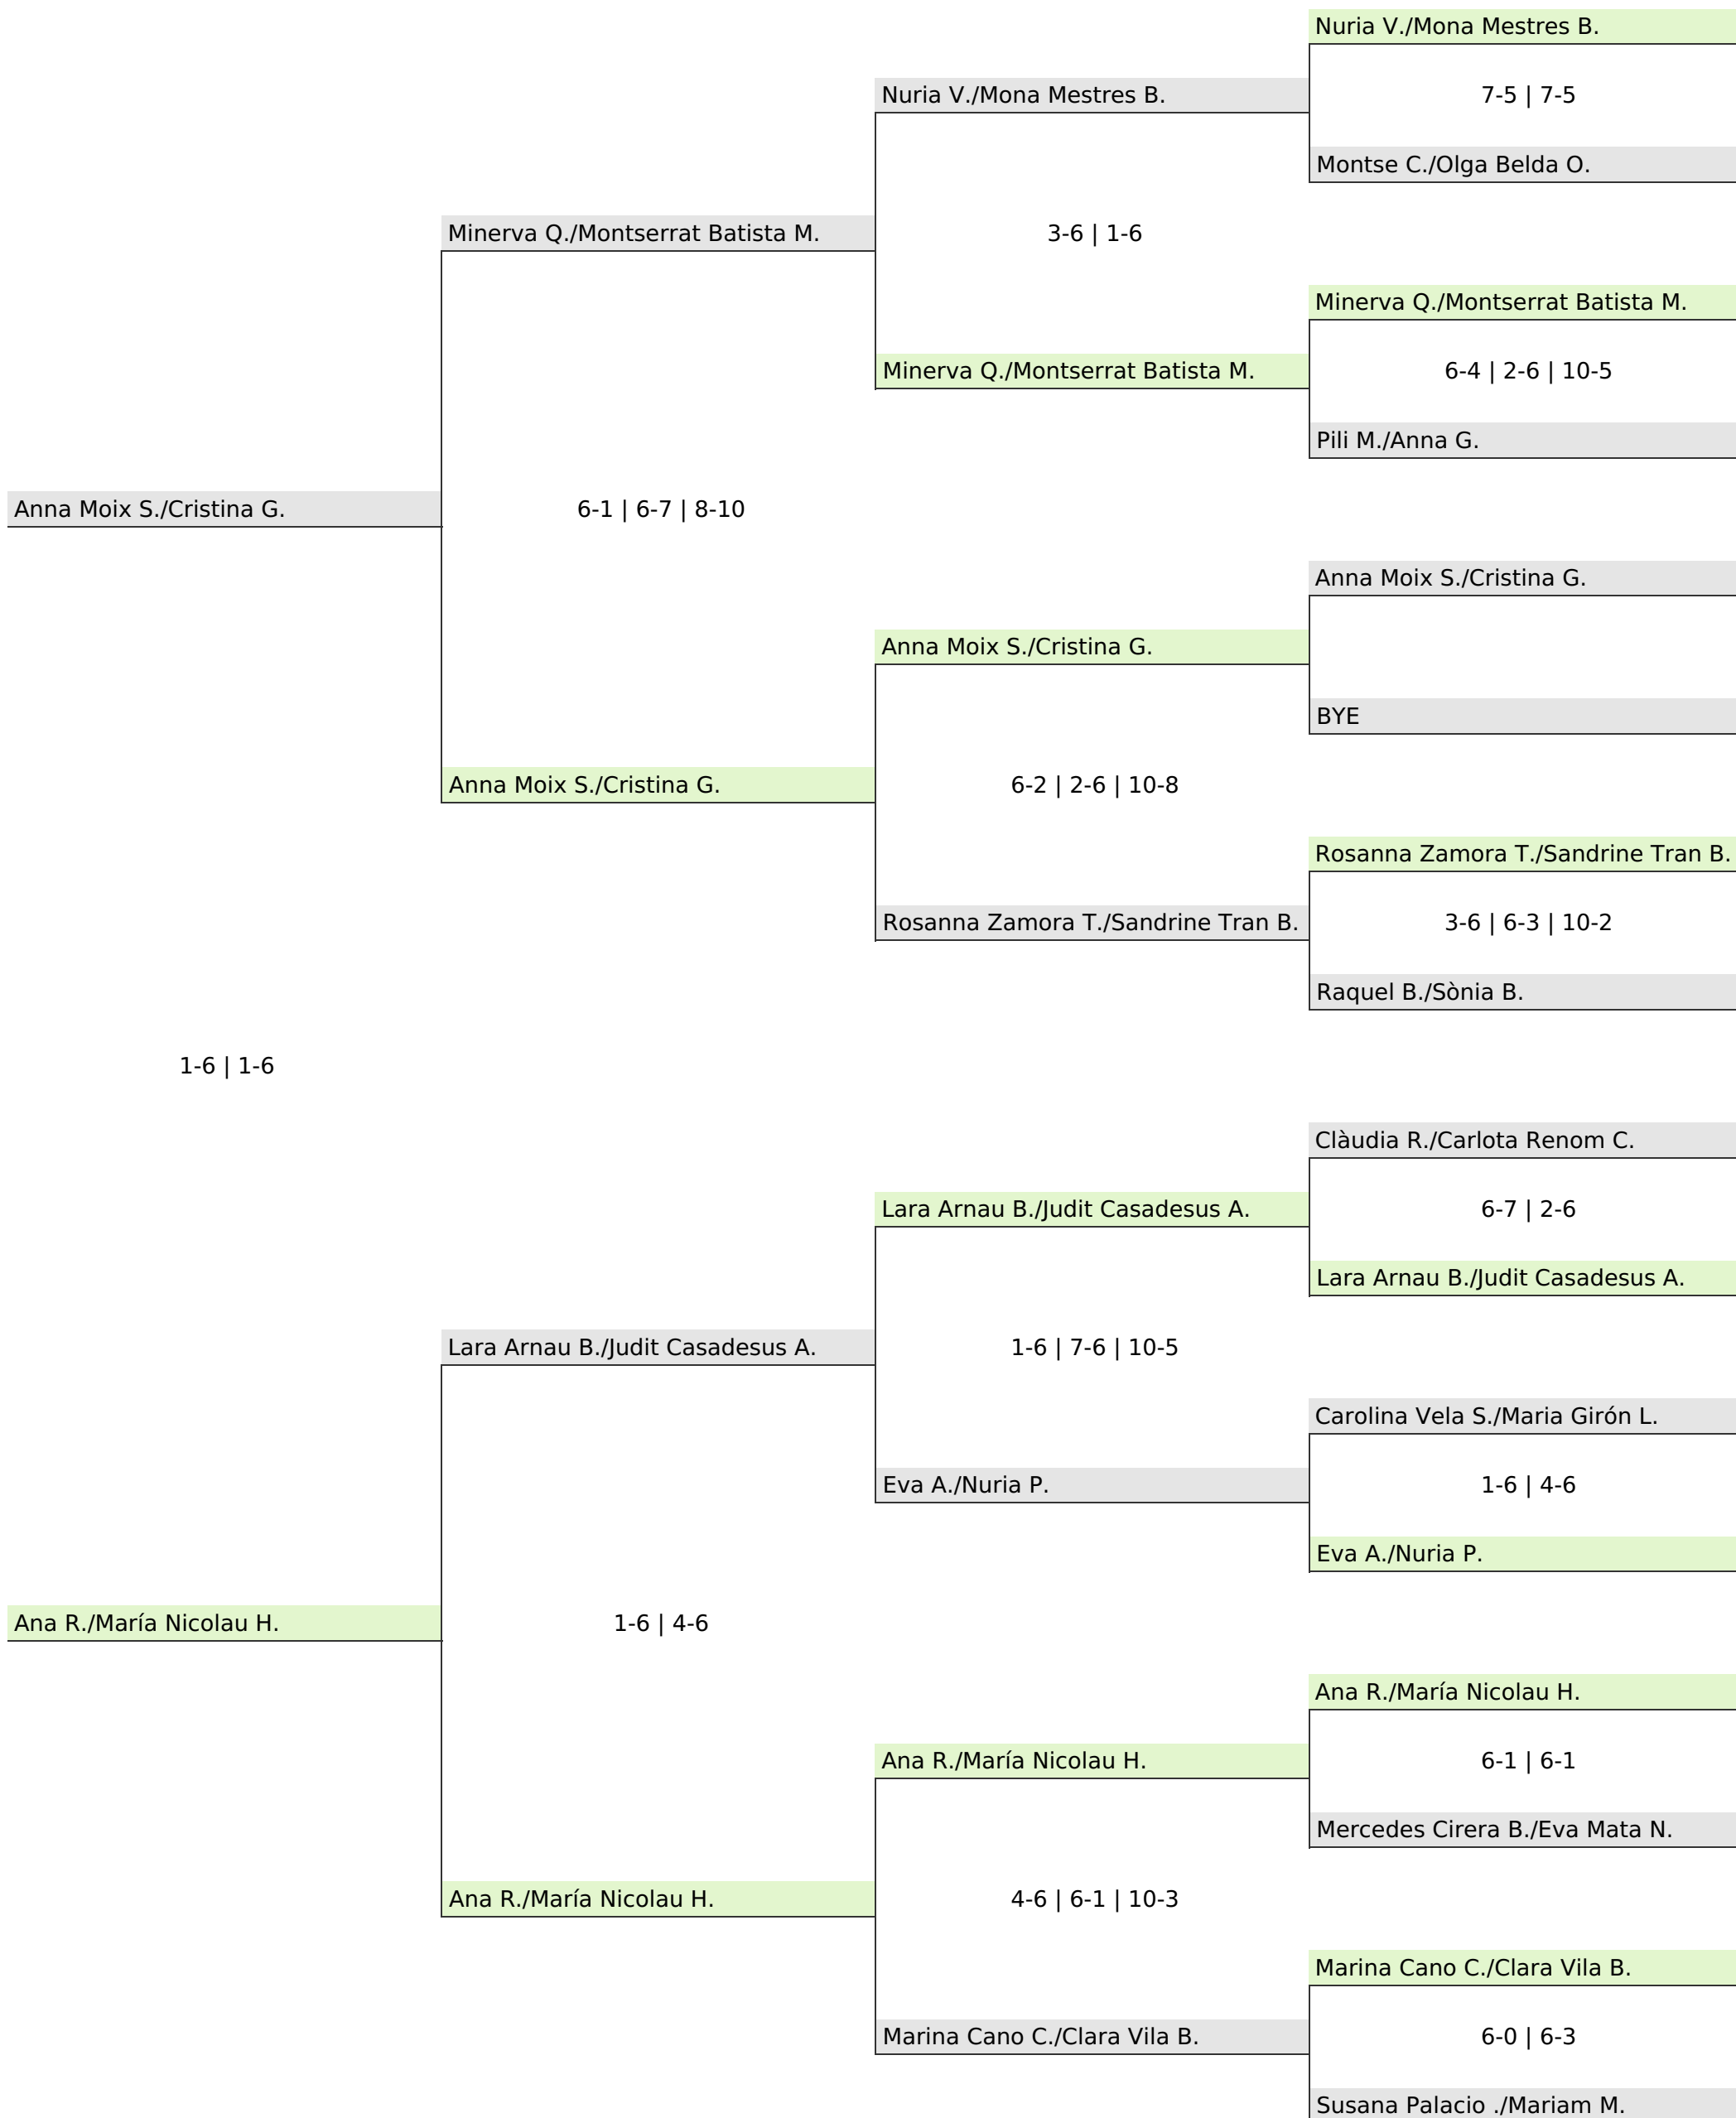 Nuria V./Mona Mestres B.
Nuria V./Mona Mestres B.
7-5 | 7-5
Montse C./Olga Belda O.
Minerva Q./Montserrat Batista M.
3-6 | 1-6
Minerva Q./Montserrat Batista M.
Minerva Q./Montserrat Batista M.
6-4 | 2-6 | 10-5
Pili M./Anna G.
Anna Moix S./Cristina G.
6-1 | 6-7 | 8-10
Anna Moix S./Cristina G.
Anna Moix S./Cristina G.
BYE
Anna Moix S./Cristina G.
6-2 | 2-6 | 10-8
Rosanna Zamora T./Sandrine Tran B.
Rosanna Zamora T./Sandrine Tran B.
3-6 | 6-3 | 10-2
Raquel B./Sònia B.
1-6 | 1-6
Clàudia R./Carlota Renom C.
Lara Arnau B./Judit Casadesus A.
6-7 | 2-6
Lara Arnau B./Judit Casadesus A.
Lara Arnau B./Judit Casadesus A.
1-6 | 7-6 | 10-5
Carolina Vela S./Maria Girón L.
Eva A./Nuria P.
1-6 | 4-6
Eva A./Nuria P.
Ana R./María Nicolau H.
1-6 | 4-6
Ana R./María Nicolau H.
Ana R./María Nicolau H.
6-1 | 6-1
Mercedes Cirera B./Eva Mata N.
Ana R./María Nicolau H.
4-6 | 6-1 | 10-3
Marina Cano C./Clara Vila B.
Marina Cano C./Clara Vila B.
6-0 | 6-3
Susana Palacio ./Mariam M.